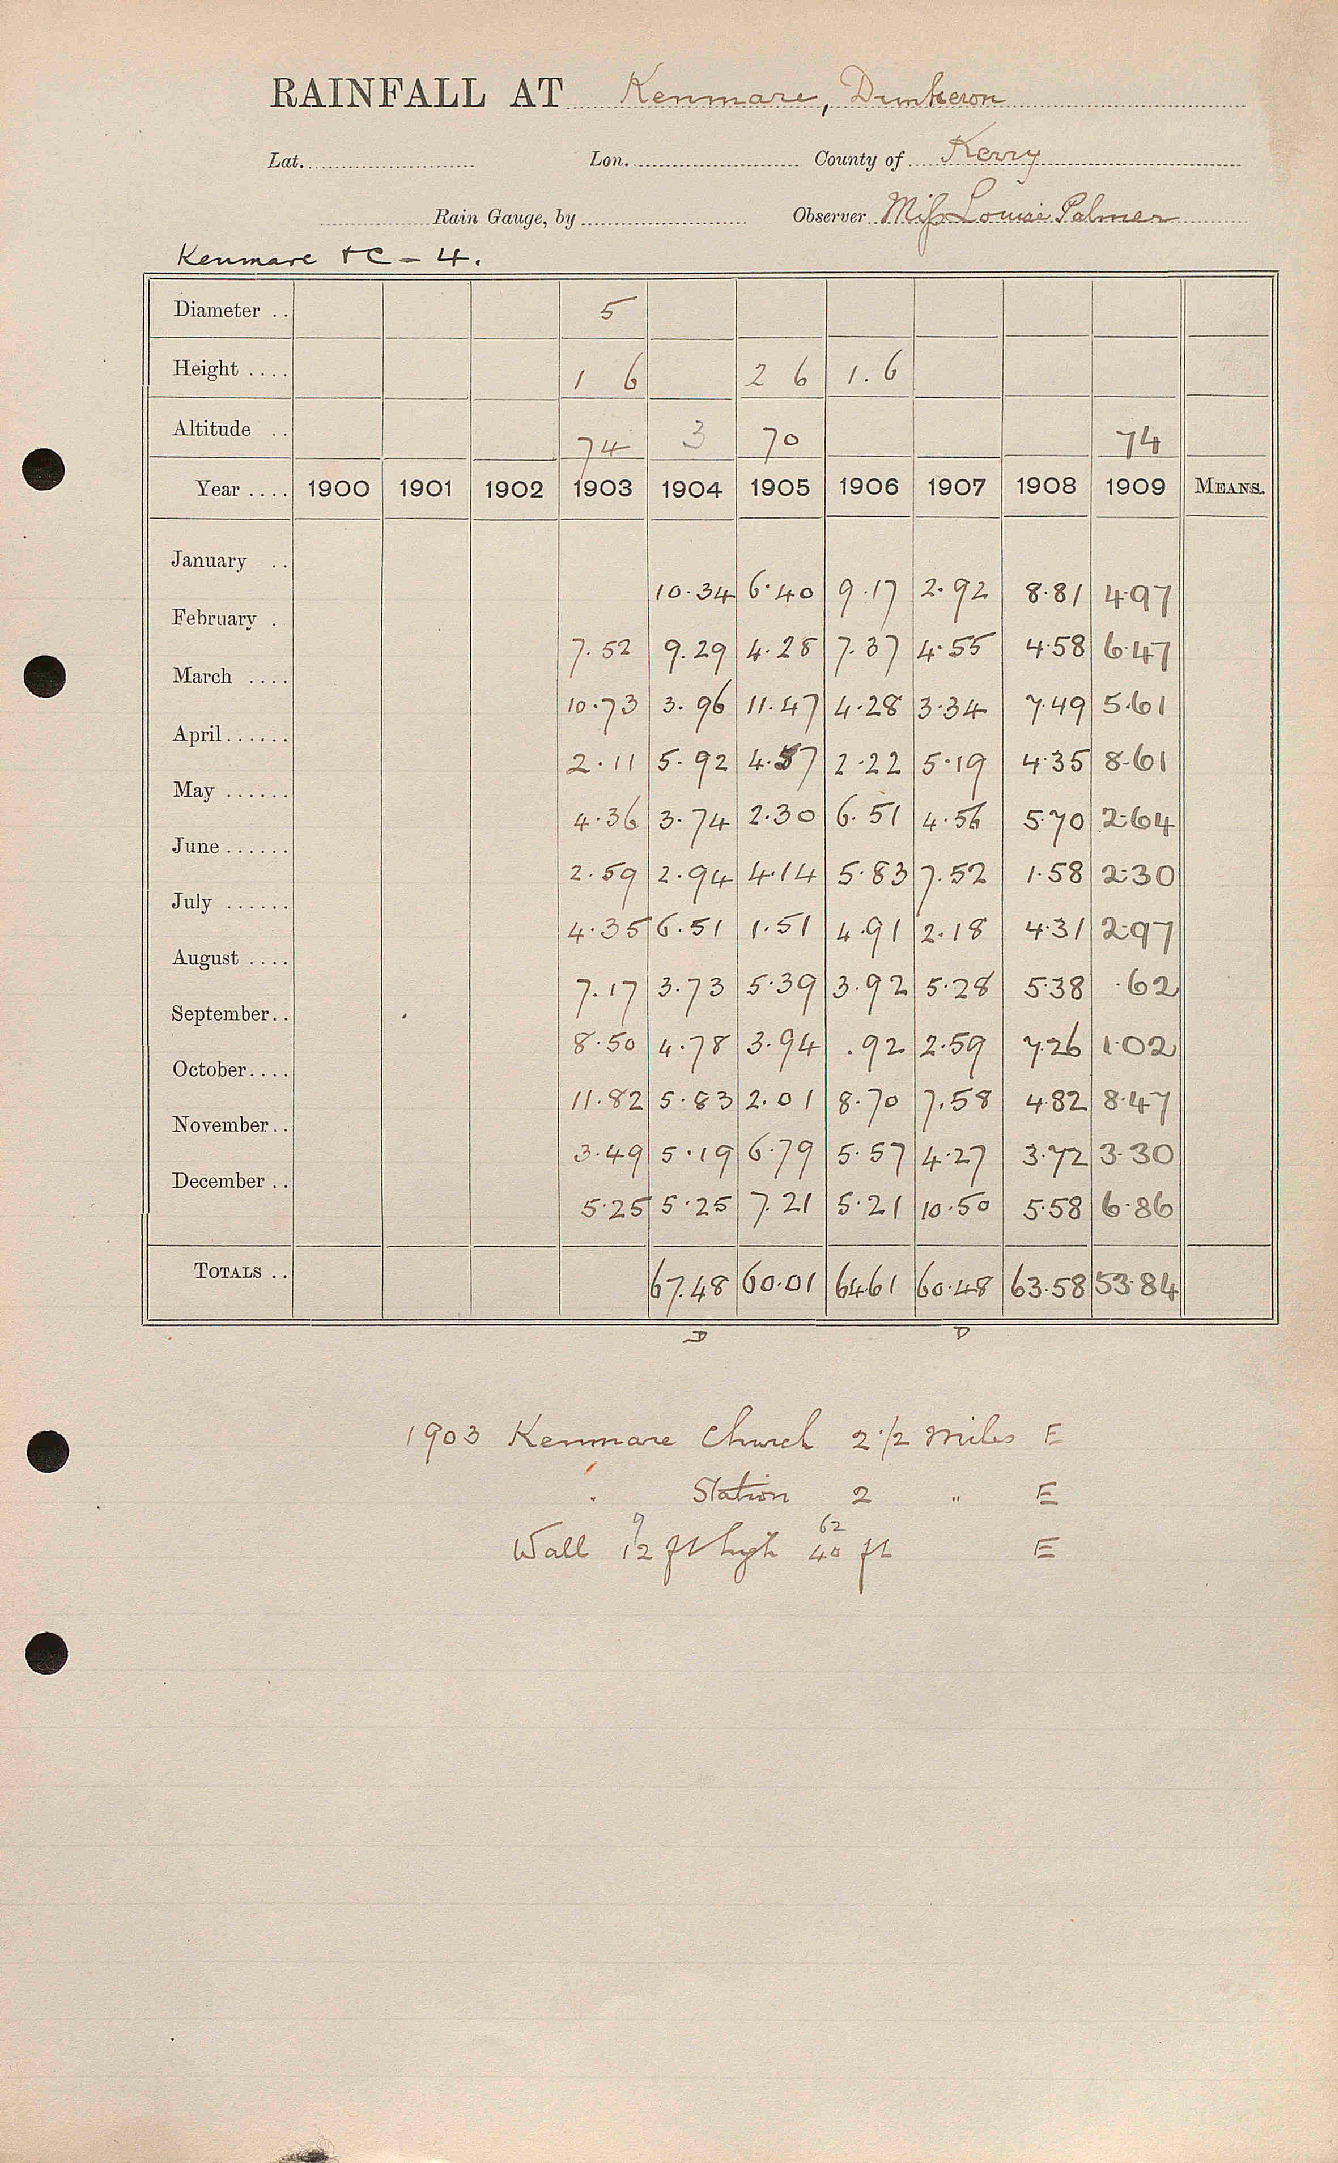 RAINFALL AT Kenmare, Dunkeron
Lat. Lon. County of Kerry
Rain Gauge, by Observer Miss Louise Palmer
Kenmare + C - 4.
Diameter .. 5
Height .... 1 6 2 6 1.6
Altitude .. 74 3 70 74
Year .... 1900 1901 1902 1903 1904 1905 1906 1907 1908 1909 MEANS.
January .. 10.34 6.40 9.17 2.92 8.81 4.97
February . 7.52 9.29 4.28 7.37 4.55 4.58 6.47
March .... 10.73 3.96 11.47 4.28 3.34 7.49 5.61
April...... 2.11 5.92 4.57 2.22 5.19 4.35 8.61
May ...... 4.36 3.74 2.30 6.51 4.56 5.70 2.64
June...... 2.59 2.94 4.14 5.83 7.52 1.58 2.30
July ...... 4.35 6.51 1.51 4.91 2.18 4.31 2.97
August .... 7.17 3.73 5.39 3.92 5.28 5.38 .62
September.. 8.50 4.78 3.94 .92 2.59 7.26 1.02
October.... 11.82 5.83 2.01 8.70 7.58 4.82 8.47
November.. 3.49 5.19 6.79 5.57 4.27 3.72 3.30
December .. 5.25 5.25 7.21 5.21 10.50 5.58 6.86
TOTALS .. 67.48 60.01 64.61 60.48 63.58 53.84
D D
1903 Kenmare Church 2 1/2 miles E
" Station 2 " E
9 62
Wall 12 ft high 40 ft E